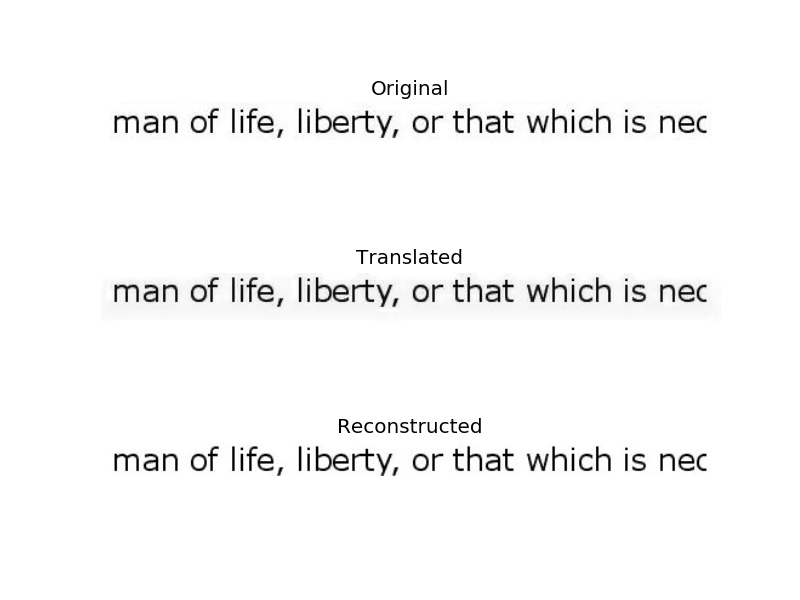 Original
man of life, liberty, or that which is nec
Translated
man of life, liberty, or that which is nec
Reconstructed
man of life, liberty, or that which is nec